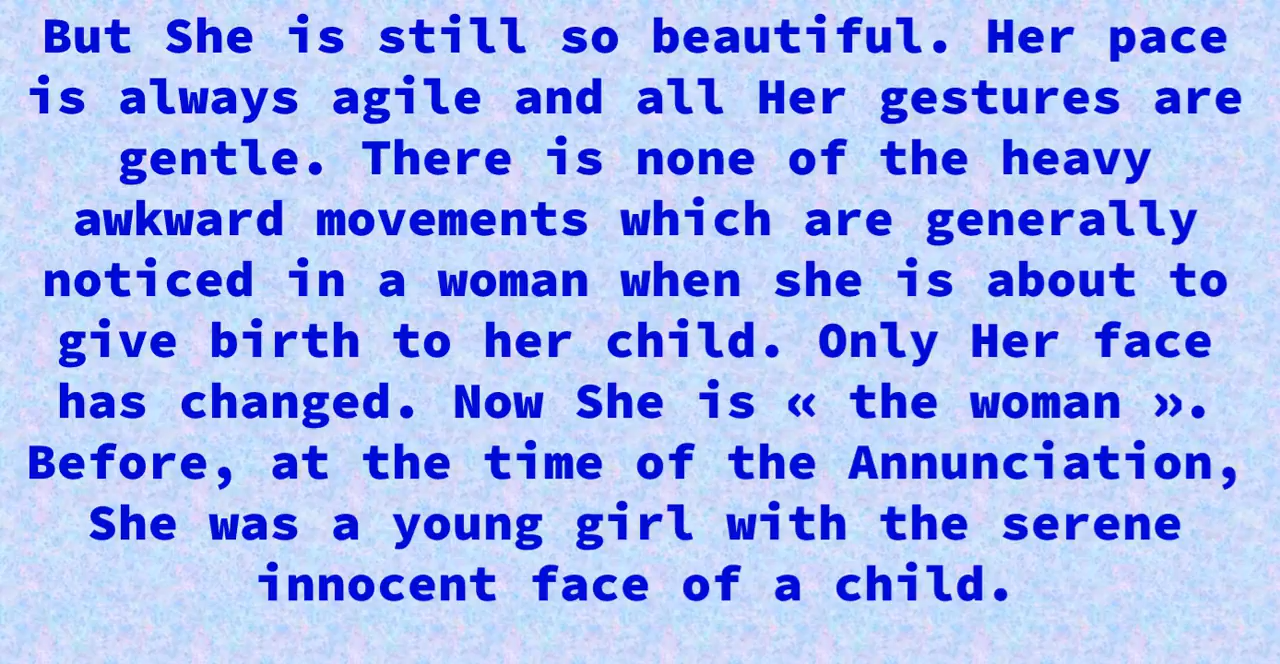 But She is still so beautiful. Her pace
is always agile and all Her gestures are
gentle. There is none of the heavy
awkward movements which are generally
noticed in a woman when she is about to
give birth to her child. Only Her face
has changed. Now She is « the woman ».
Before, at the time of the Annunciation,
She was a young girl with the serene
innocent face of a child.